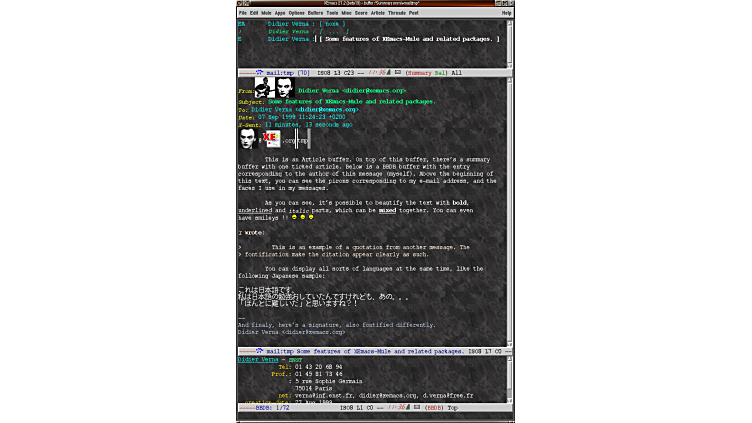 XEmacs 21.2 (beta19) - buffer *Summary mml+mail:tmp*
File Edit Mule Apps Options Buffers Tools Misc Score Article Threads Post Help
EA Didier Verna : [ none ]
! Didier Verna : [ ... ]
E Didier Verna : [ Some features of XEmacs-Mule and related packages. ]
mail:tmp [70] ISO8 L3 C23 -- (Summary Bal) All
From: Didier Verna <didier@xemacs.org>
Subject: Some features of XEmacs-Mule and related packages.
To: Didier Verna <didier@xemacs.org>
Date: 07 Sep 1999 11:24:23 +0200
X-Sent: 11 minutes, 13 seconds ago
.org tmp
This is an Article buffer. On top of this buffer, there's a summary
buffer with one ticked article. Below is a BBDB buffer with the entry
corresponding to the author of this message (myself). Above the beginning of
this text, you can see the picons corresponding to my e-mail address, and the
faces I use in my messages.
As you can see, it's possible to beautify the text with bold,
underlined and italic parts, which can be mixed together. You can even
have smileys !!
I wrote:
> This is an example of a quotation from another message. The
> fontification make the citation appear clearly as such.
You can display all sorts of languages at the same time, like the
following Japanese sample:
これは日本語です。
私は日本語の勉強おしていたんですけれども、あの。。。
「ほんとに難しいだ」と思いますね?!
--
And finaly, here's a signature, also fontified differently.
Didier Verna <didier@xemacs.org>
mail:tmp Some features of XEmacs-Mule and related packages. ISO8 L7 C0 --
Didier Verna - ENST
Tel: 01 43 20 68 94
Prof.: 01 49 81 73 46
: 5 rue Sophie Germain
75014 Paris
net: verna@inf.enst.fr, didier@xemacs.org, d.verna@free.fr
creation-date: 27 Aug 1999
BBDB: 1/72 ISO8 L1 C0 -- 11:36 (BBDB) Top